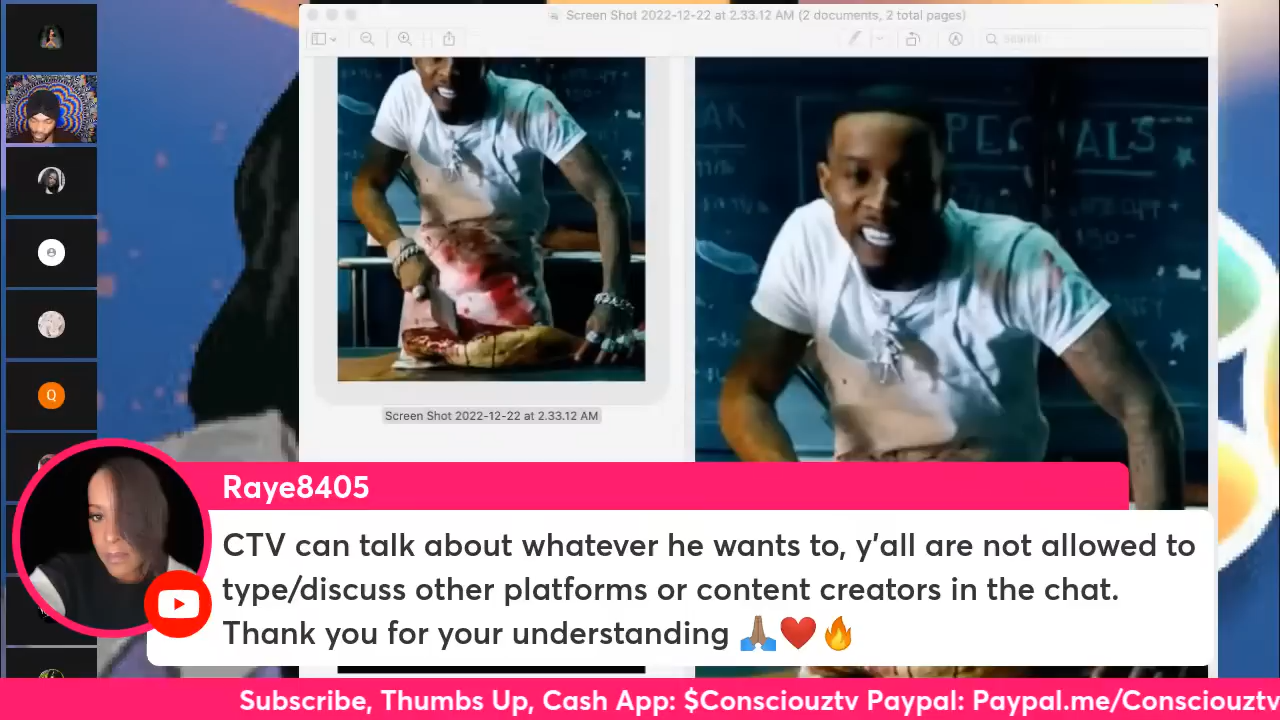 Screen Shot 2022-12-22 at 2.33.12 AM (2 documents, 2 total pages)
Search
SPECIALS
Screen Shot 2022-12-22 at 2.33.12 AM
Q
Raye8405
CTV can talk about whatever he wants to, y'all are not allowed to
type/discuss other platforms or content creators in the chat.
Thank you for your understanding 🙏🏽❤️🔥
Subscribe, Thumbs Up, Cash App: $Consciouztv Paypal: Paypal.me/Consciouztv